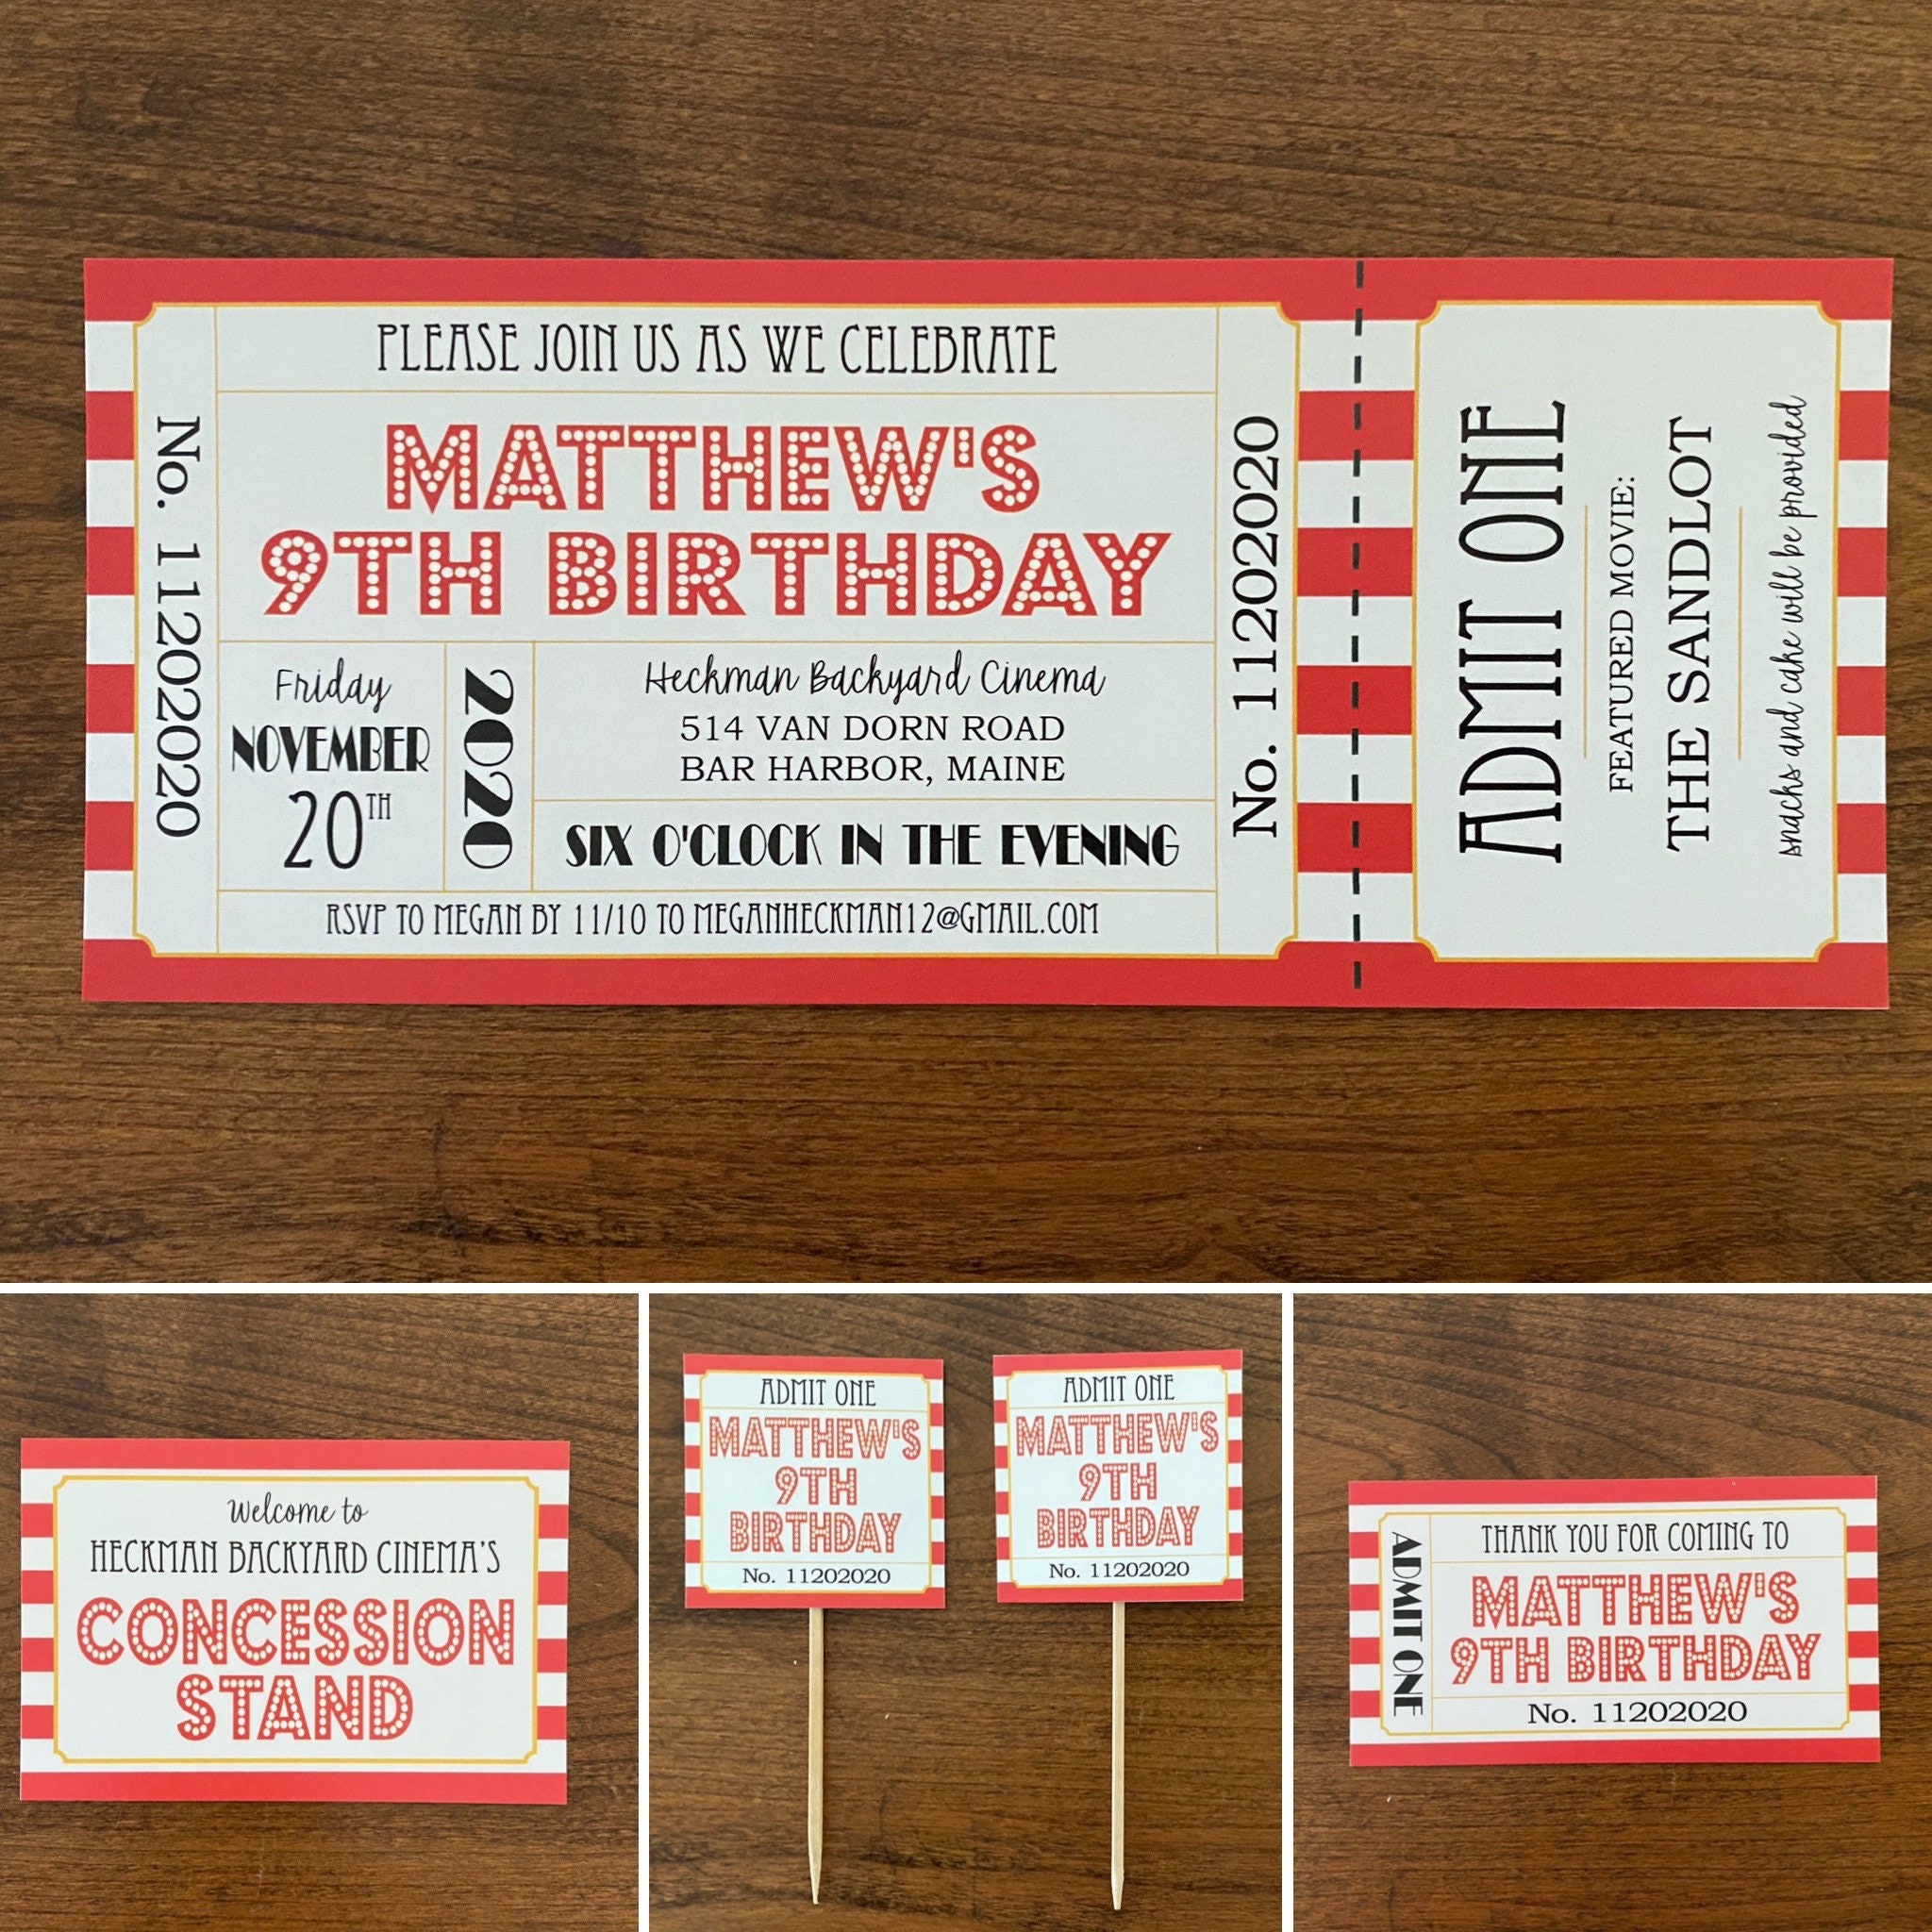 PLEASE JOIN US AS WE CELEBRATE
No. 11202020
MATTHEW'S
9TH BIRTHDAY
Friday
NOVEMBER
20TH
2020
Heckman Backyard Cinema
514 VAN DORN ROAD
BAR HARBOR, MAINE
SIX O'CLOCK IN THE EVENING
RSVP TO MEGAN BY 11/10 TO MEGANHECKMAN12@GMAIL.COM
No. 11202020
ADMIT ONE
FEATURED MOVIE:
THE SANDLOT
snacks and cake will be provided
Welcome to
HECKMAN BACKYARD CINEMA'S
CONCESSION
STAND
ADMIT ONE
MATTHEW'S
9TH
BIRTHDAY
No. 11202020
ADMIT ONE
MATTHEW'S
9TH
BIRTHDAY
No. 11202020
ADMIT ONE
THANK YOU FOR COMING TO
MATTHEW'S
9TH BIRTHDAY
No. 11202020